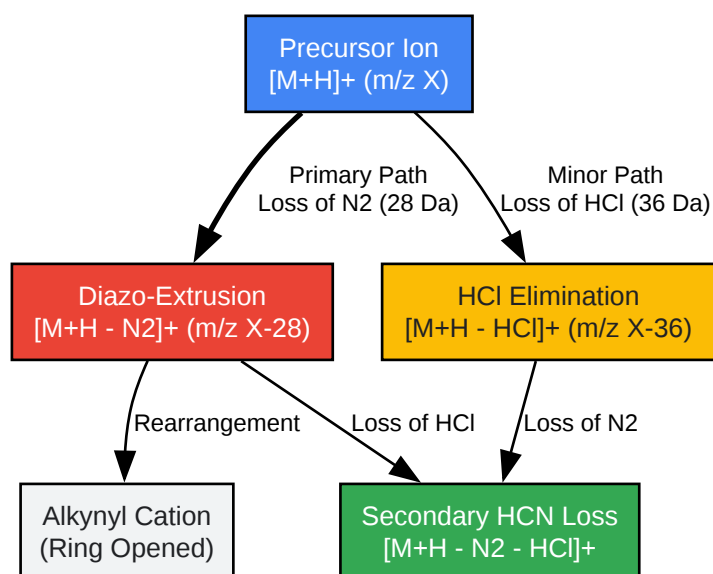 Precursor Ion
[M+H]+ (m/z X)
Primary Path
Loss of N2 (28 Da)
Minor Path
Loss of HCl (36 Da)
Diazo-Extrusion
[M+H - N2]+ (m/z X-28)
HCl Elimination
[M+H - HCl]+ (m/z X-36)
Rearrangement
Loss of HCl
Loss of N2
Alkynyl Cation
(Ring Opened)
Secondary HCN Loss
[M+H - N2 - HCl]+